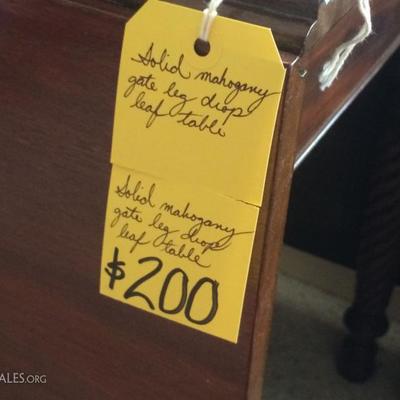 Solid mahogany
gate leg drop
leaf table
Solid mahogany
gate leg drop
leaf table
$200
ALES.ORG